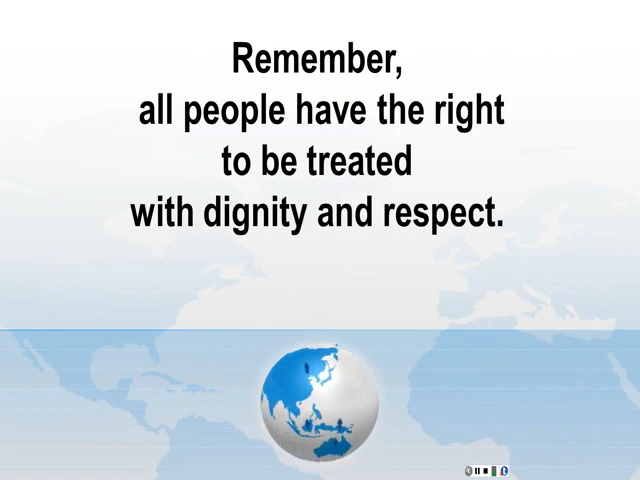 Remember,
all people have the right
to be treated
with dignity and respect.